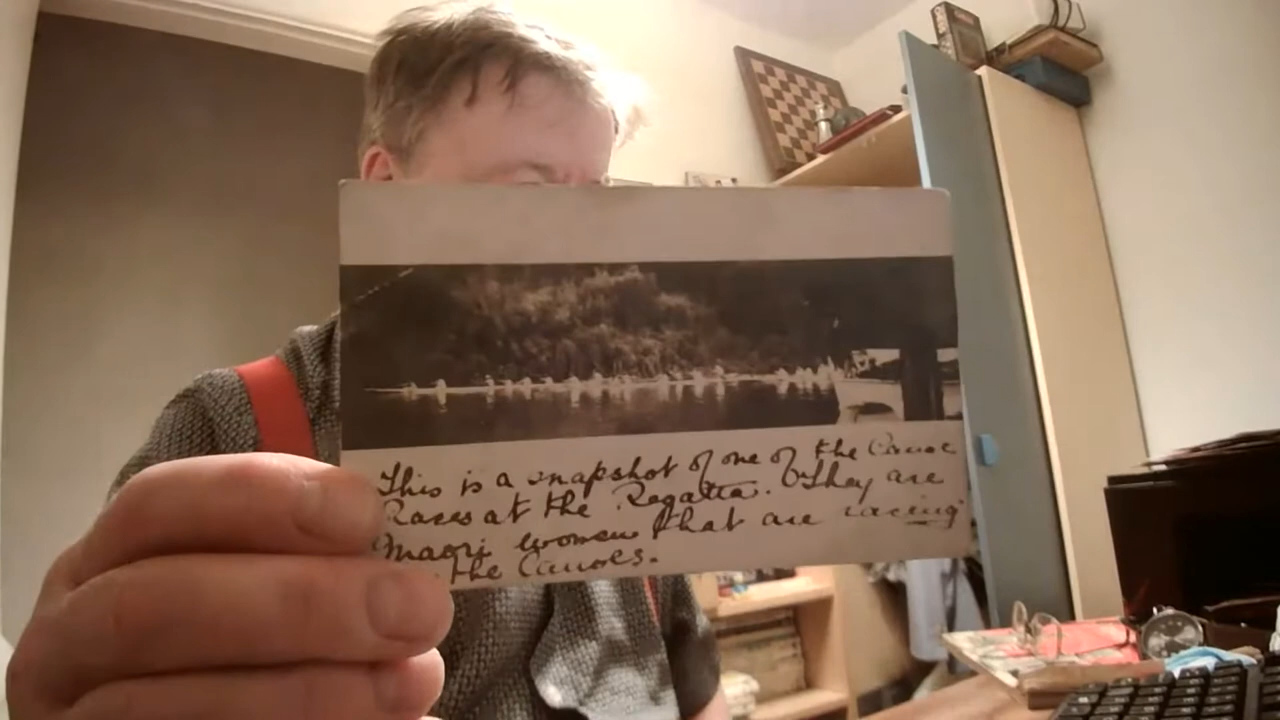 This is a snapshot of one of the Canoe
Races at the Regatta. They are
Maori women that are racing
the Canoes.